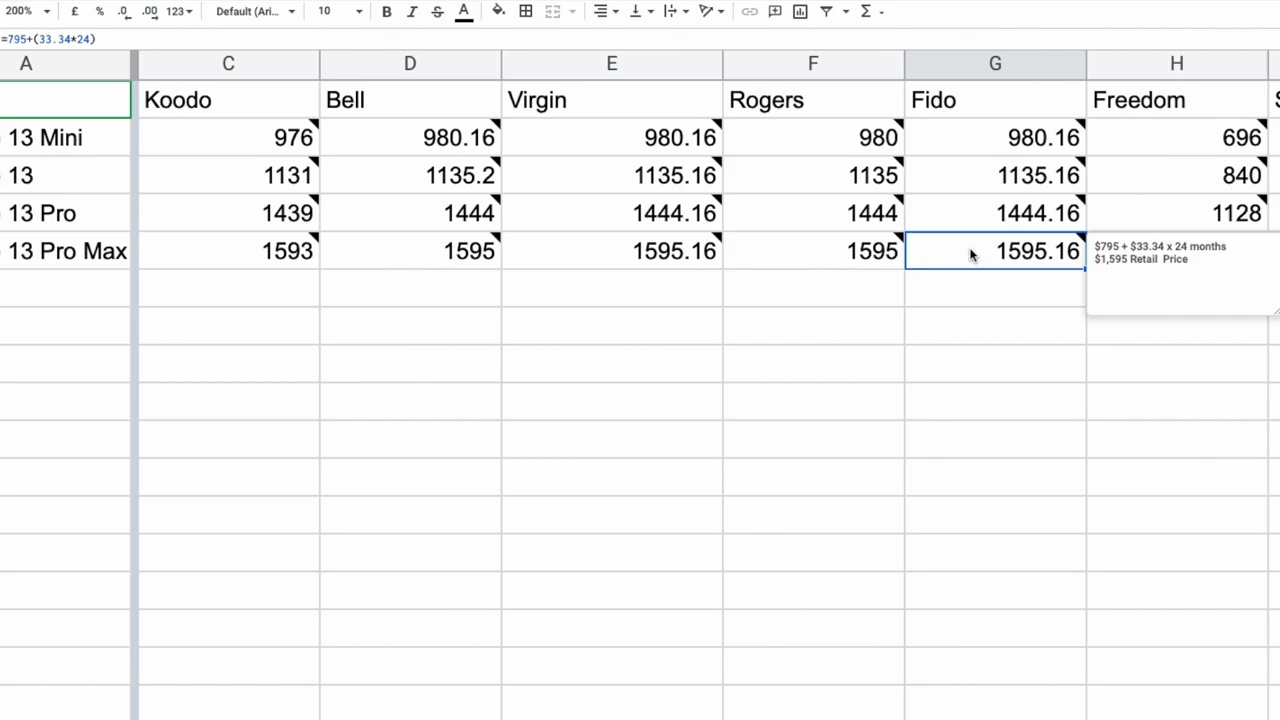 200% £ % .0 .00 123 Default (Ari... 10 B I S A Σ
=795+(33.34*24)
A C D E F G H
Koodo Bell Virgin Rogers Fido Freedom
13 Mini 976 980.16 980.16 980 980.16 696
13 1131 1135.2 1135.16 1135 1135.16 840
13 Pro 1439 1444 1444.16 1444 1444.16 1128
13 Pro Max 1593 1595 1595.16 1595 1595.16
$795 + $33.34 x 24 months
$1,595 Retail Price